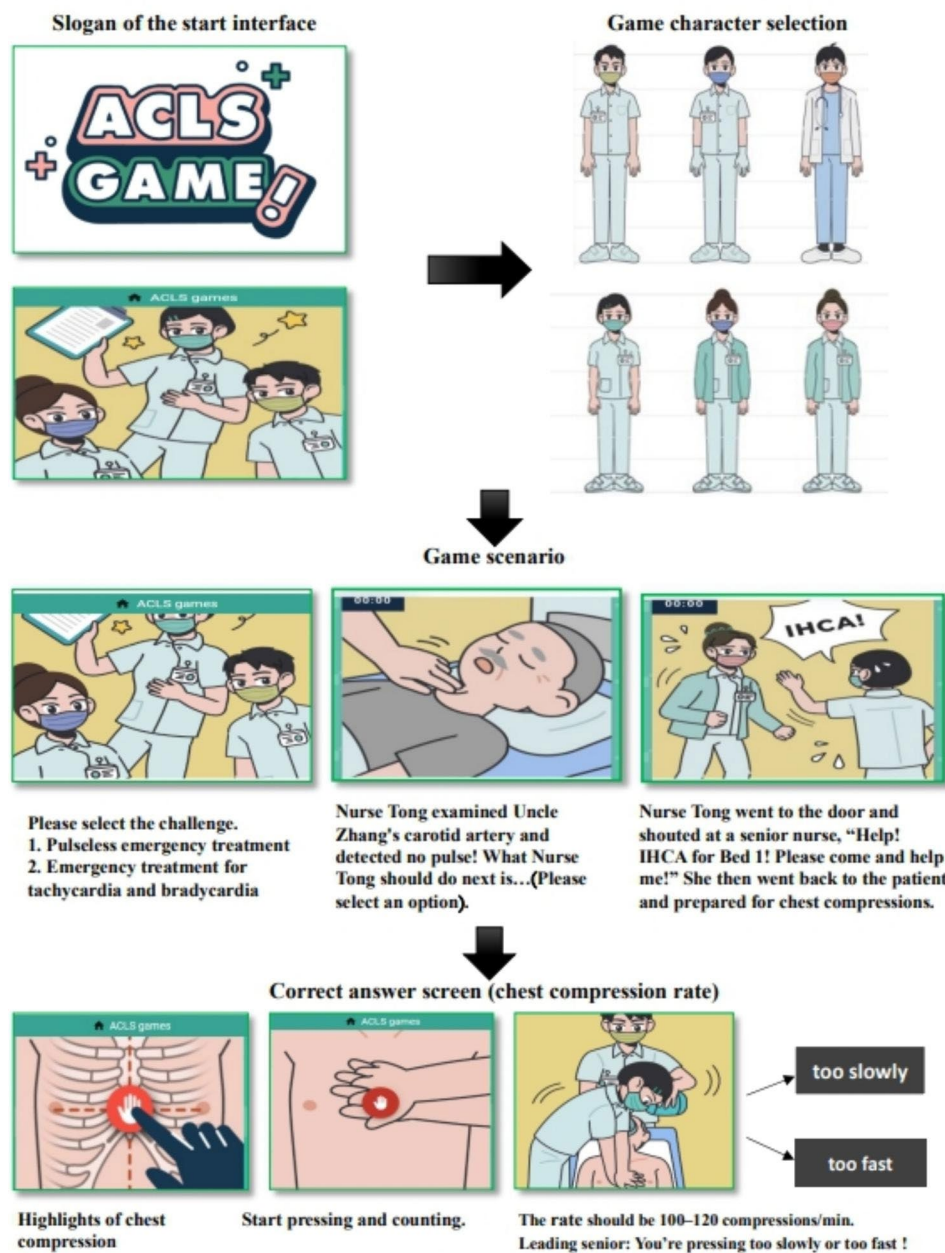 Slogan of the start interface
ACLS
GAME!
ACLS games
Game character selection
Game scenario
ACLS games
00:00
00:00
IHCA!
Please select the challenge.
1. Pulseless emergency treatment
2. Emergency treatment for
tachycardia and bradycardia
Nurse Tong examined Uncle
Zhang's carotid artery and
detected no pulse! What Nurse
Tong should do next is…(Please
select an option).
Nurse Tong went to the door and
shouted at a senior nurse, “Help!
IHCA for Bed 1! Please come and help
me!” She then went back to the patient
and prepared for chest compressions.
Correct answer screen (chest compression rate)
ACLS games
ACLS games
too slowly
too fast
Highlights of chest
compression
Start pressing and counting.
The rate should be 100–120 compressions/min.
Leading senior: You’re pressing too slowly or too fast !